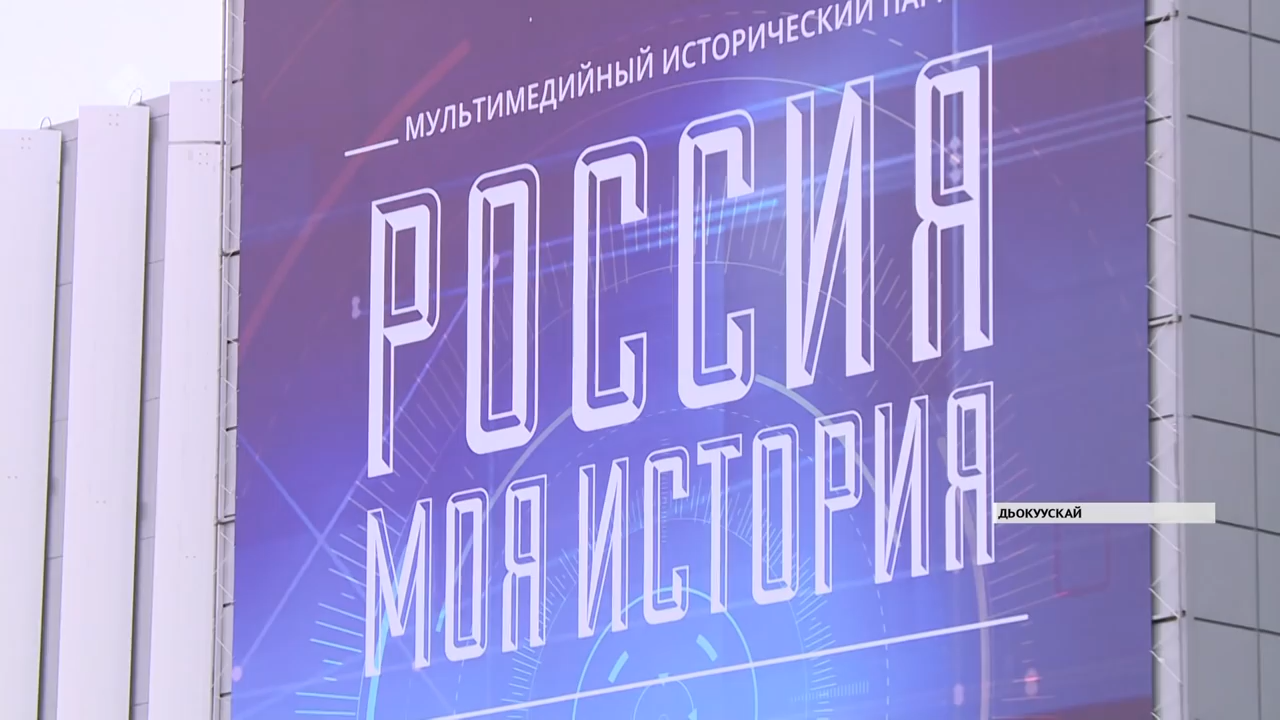 МУЛЬТИМЕДИЙНЫЙ ИСТОРИЧЕСКИЙ
РОССИЯ
МОЯ ИСТОРИЯ
ДЬОКУУСКАЙ